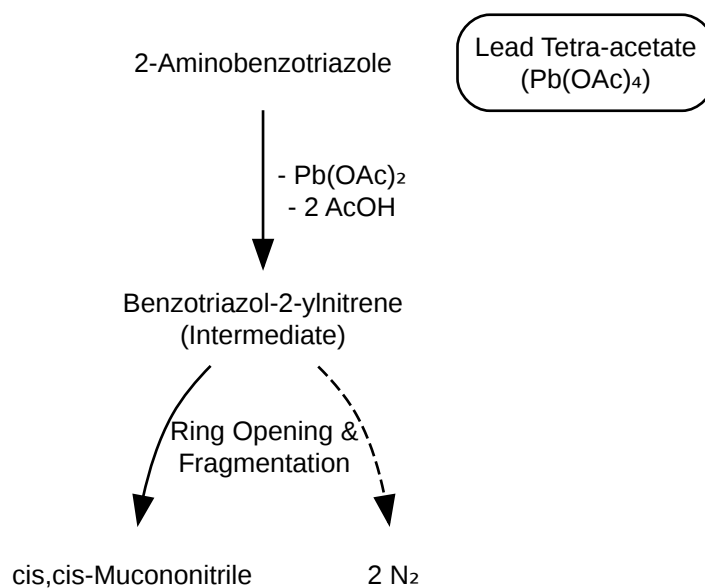 2-Aminobenzotriazole
Lead Tetra-acetate
(Pb(OAc)₄)
- Pb(OAc)₂
- 2 AcOH
Benzotriazol-2-ylnitrene
(Intermediate)
Ring Opening &
Fragmentation
cis,cis-Mucononitrile
2 N₂